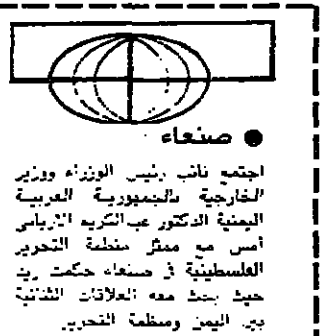 ● صنعاء
اجتمع نائب رئيس الوزراء ووزير
الخارجية بالجمهورية العربية
اليمنية الدكتور عبدالكريم الارياني
أمس مع ممثل منظمة التحرير
الفلسطينية في صنعاء حكمت
حيث بحث معه العلاقات الثنائية
بين اليمن ومنظمة التحرير